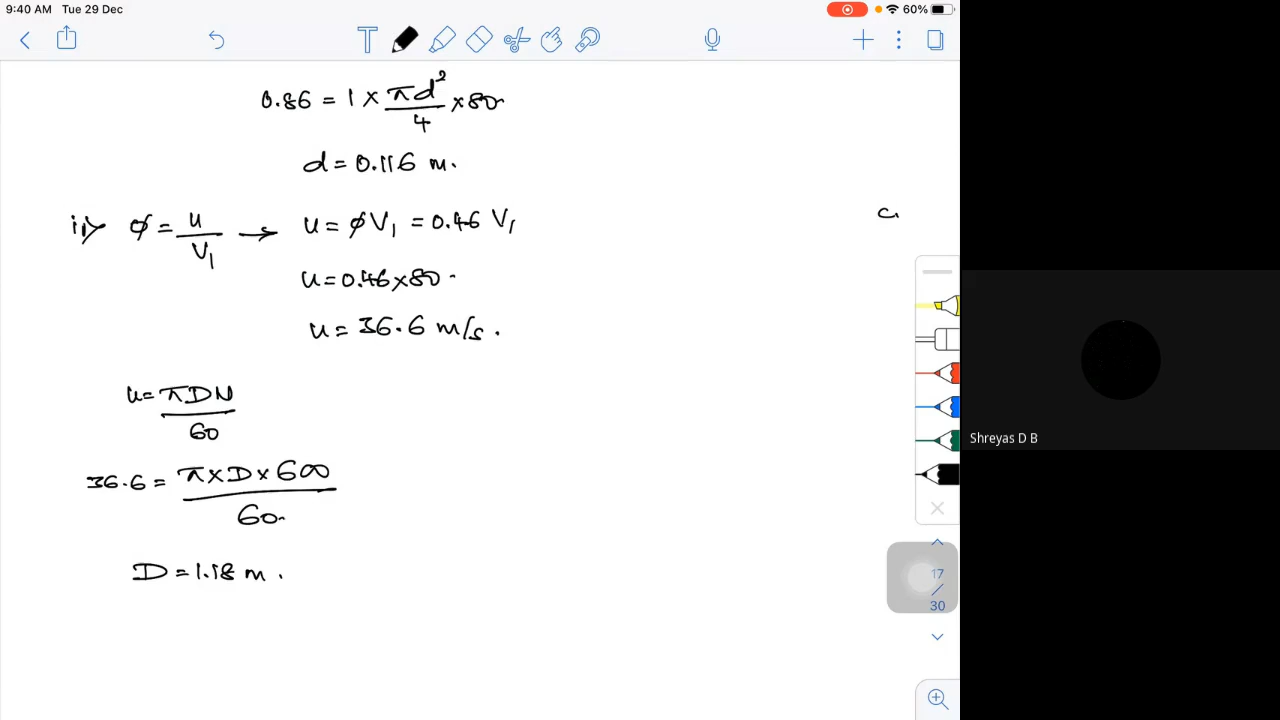 9:40 AM Tue 29 Dec
60%
0.86 = 1 × πd²/4 × 80
d = 0.116 m.
ii) φ = u/V₁ → u = φV₁ = 0.46 V₁
u = 0.46 × 80
u = 36.6 m/s.
u = πDN/60
36.6 = π×D×600/60
D = 1.18 m.
17
/
30
Shreyas D B